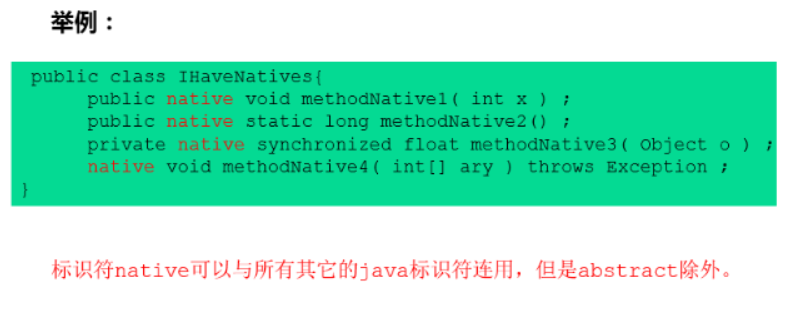 举例：
public class IHaveNatives{
public native void methodNative1( int x ) ;
public native static long methodNative2() ;
private native synchronized float methodNative3( Object o ) ;
native void methodNative4( int[] ary ) throws Exception ;
}
标识符native可以与所有其它的java标识符连用，但是abstract除外。